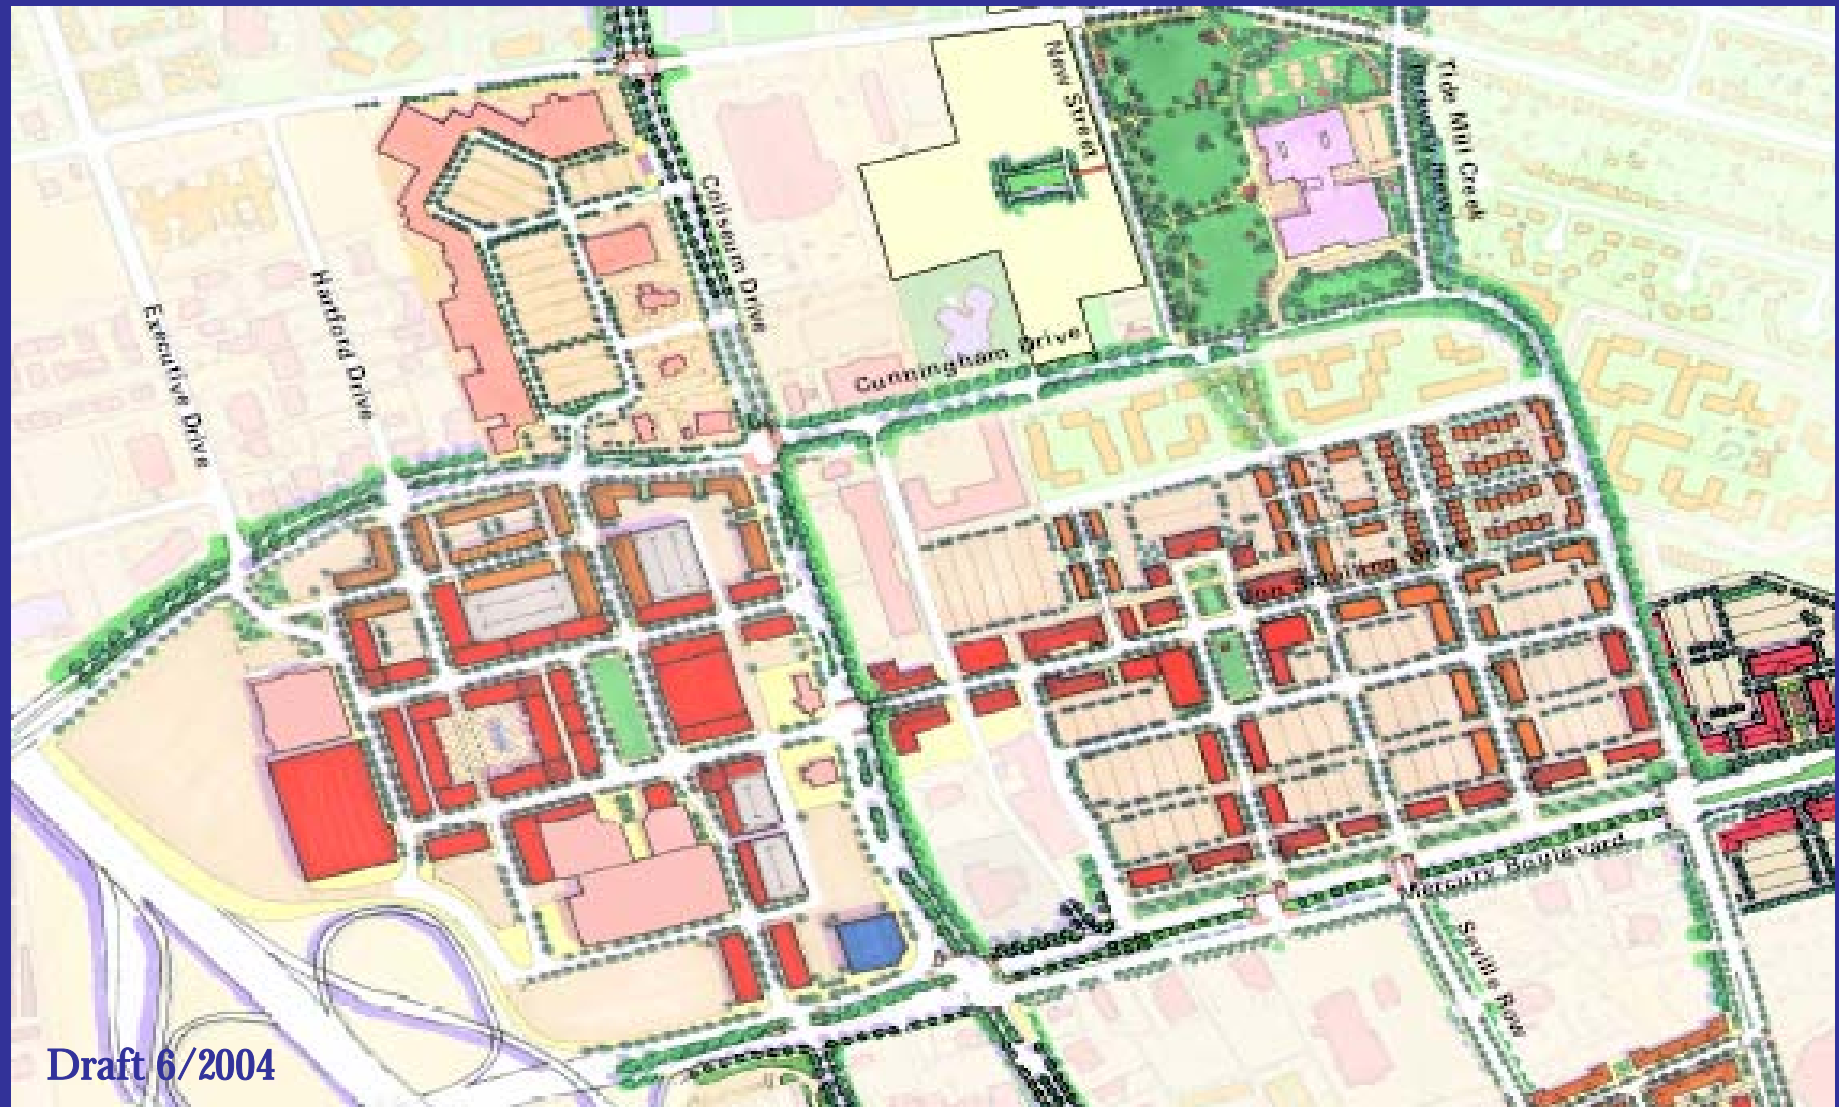 New Street
Tide Mill Creek
Coliseum Drive
Hartford Drive
Executive Drive
Cunningham Drive
Mercury Boulevard
Seville Row
Draft 6/2004